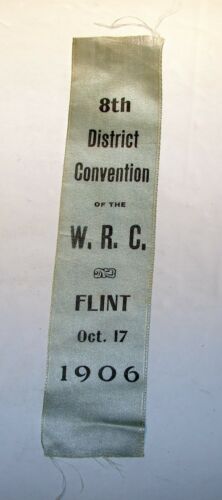 8th
District
Convention
OF THE
W. R. C.
FLINT
Oct. 17
1906